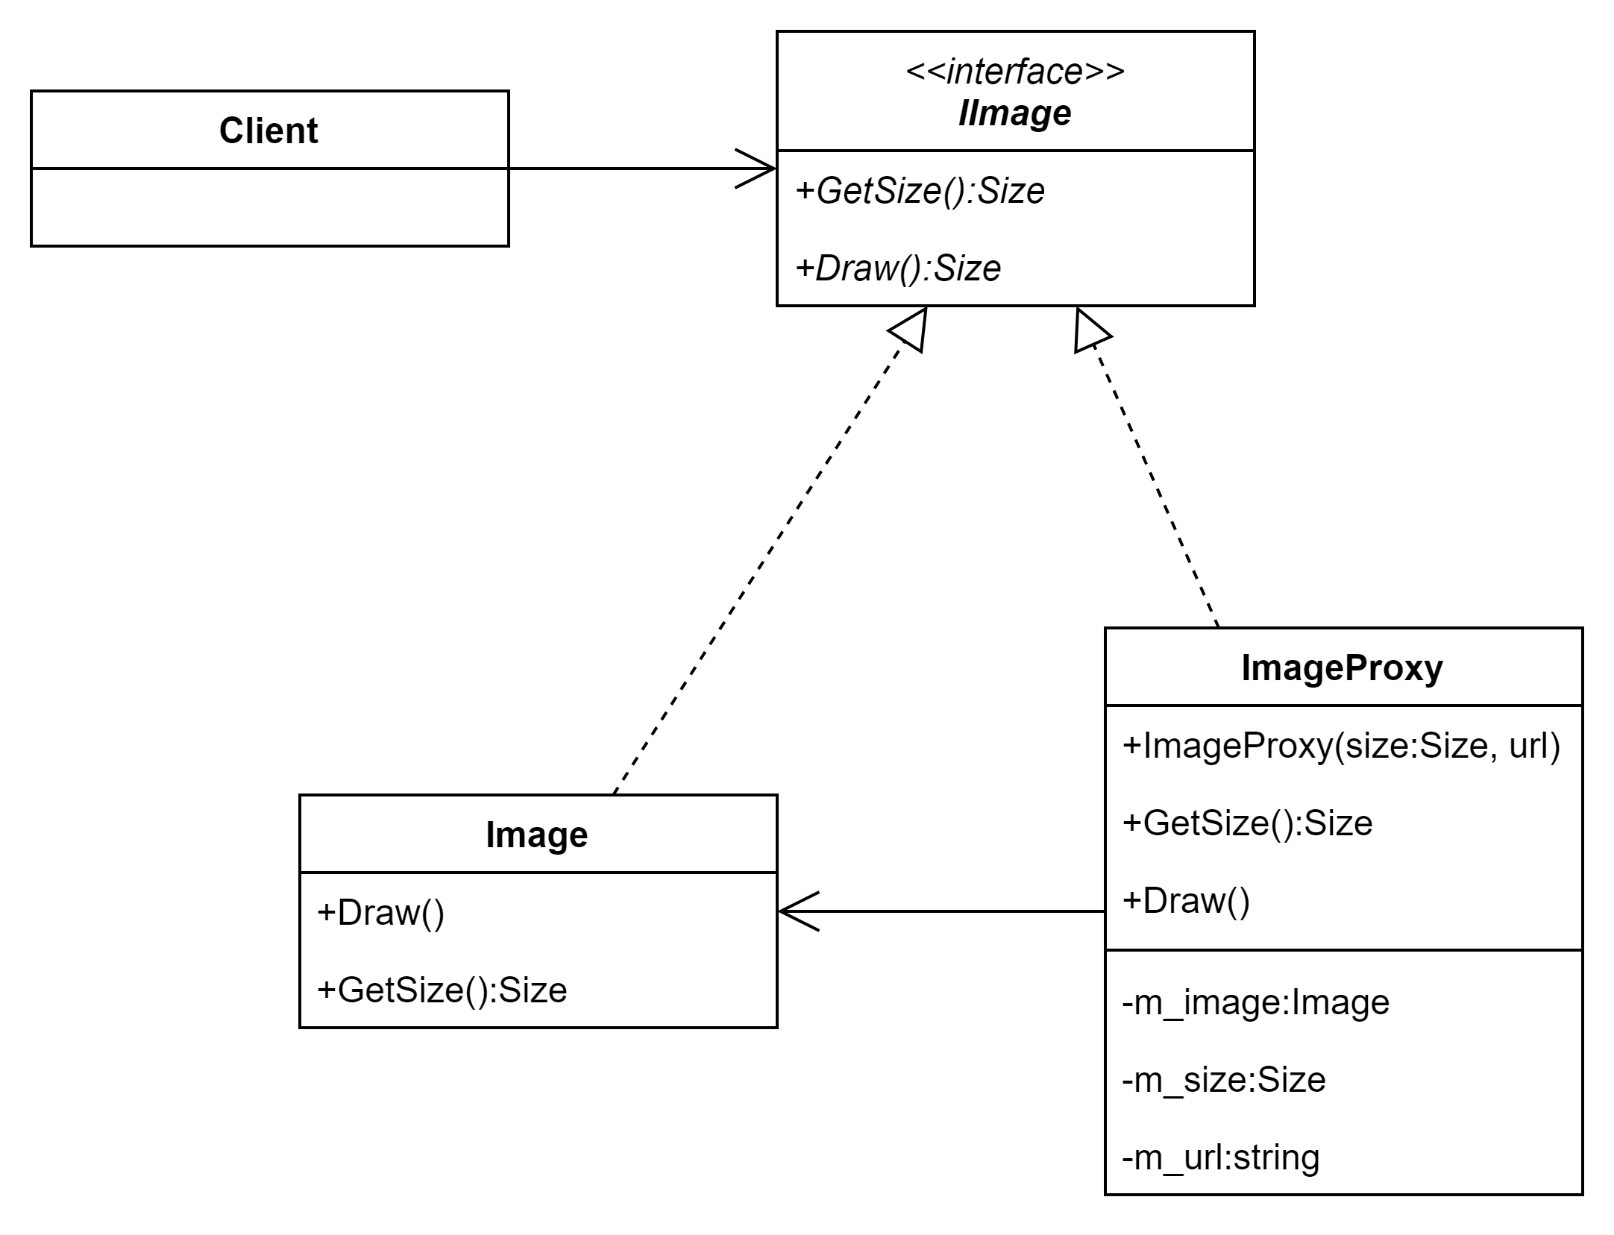 Client
<<interface>>
IImage
+GetSize():Size
+Draw():Size
Image
+Draw()
+GetSize():Size
ImageProxy
+ImageProxy(size:Size, url)
+GetSize():Size
+Draw()
-m_image:Image
-m_size:Size
-m_url:string